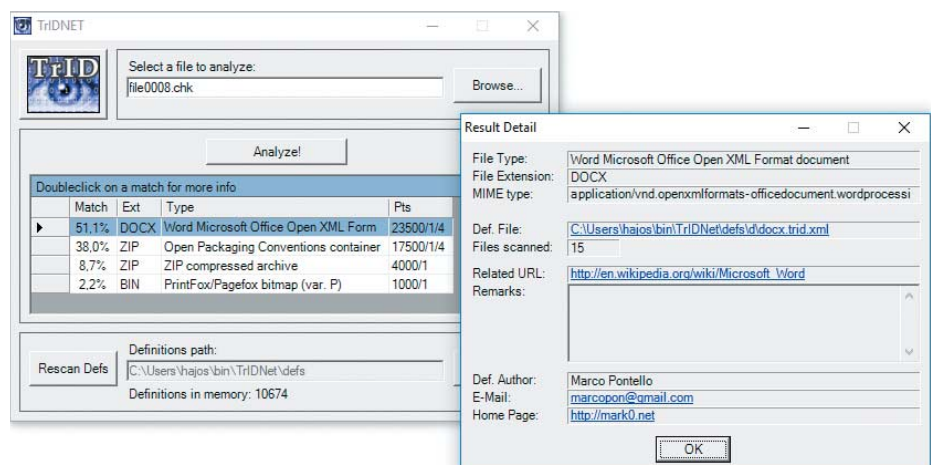 TrIDNET
TrID
Select a file to analyze:
file0008.chk
Browse...
Analyze!
Doubleclick on a match for more info
Match Ext Type Pts
51,1% DOCX Word Microsoft Office Open XML Form 23500/1/4
38,0% ZIP Open Packaging Conventions container 17500/1/4
8,7% ZIP ZIP compressed archive 4000/1
2,2% BIN PrintFox/Pagefox bitmap (var. P) 1000/1
Rescan Defs
Definitions path:
C:\Users\hajos\bin\TrIDNet\defs
Definitions in memory: 10674
Result Detail
File Type: Word Microsoft Office Open XML Format document
File Extension: DOCX
MIME type: application/vnd.openxmlformats-officedocument.wordprocessi
Def. File: C:\Users\hajos\bin\TrIDNet\defs\d\docx.trid.xml
Files scanned: 15
Related URL: http://en.wikipedia.org/wiki/Microsoft_Word
Remarks:
Def. Author: Marco Pontello
E-Mail: marcopon@gmail.com
Home Page: http://mark0.net
OK